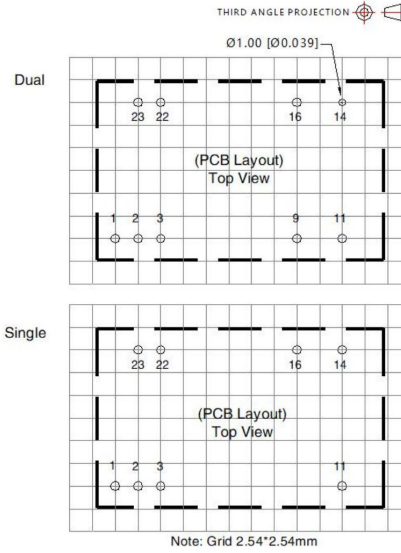 THIRD ANGLE PROJECTION
Ø1.00 [Ø0.039]
Dual
23 22 16 14
(PCB Layout)
Top View
1 2 3 9 11
Single
23 22 16 14
(PCB Layout)
Top View
1 2 3 11
Note: Grid 2.54*2.54mm